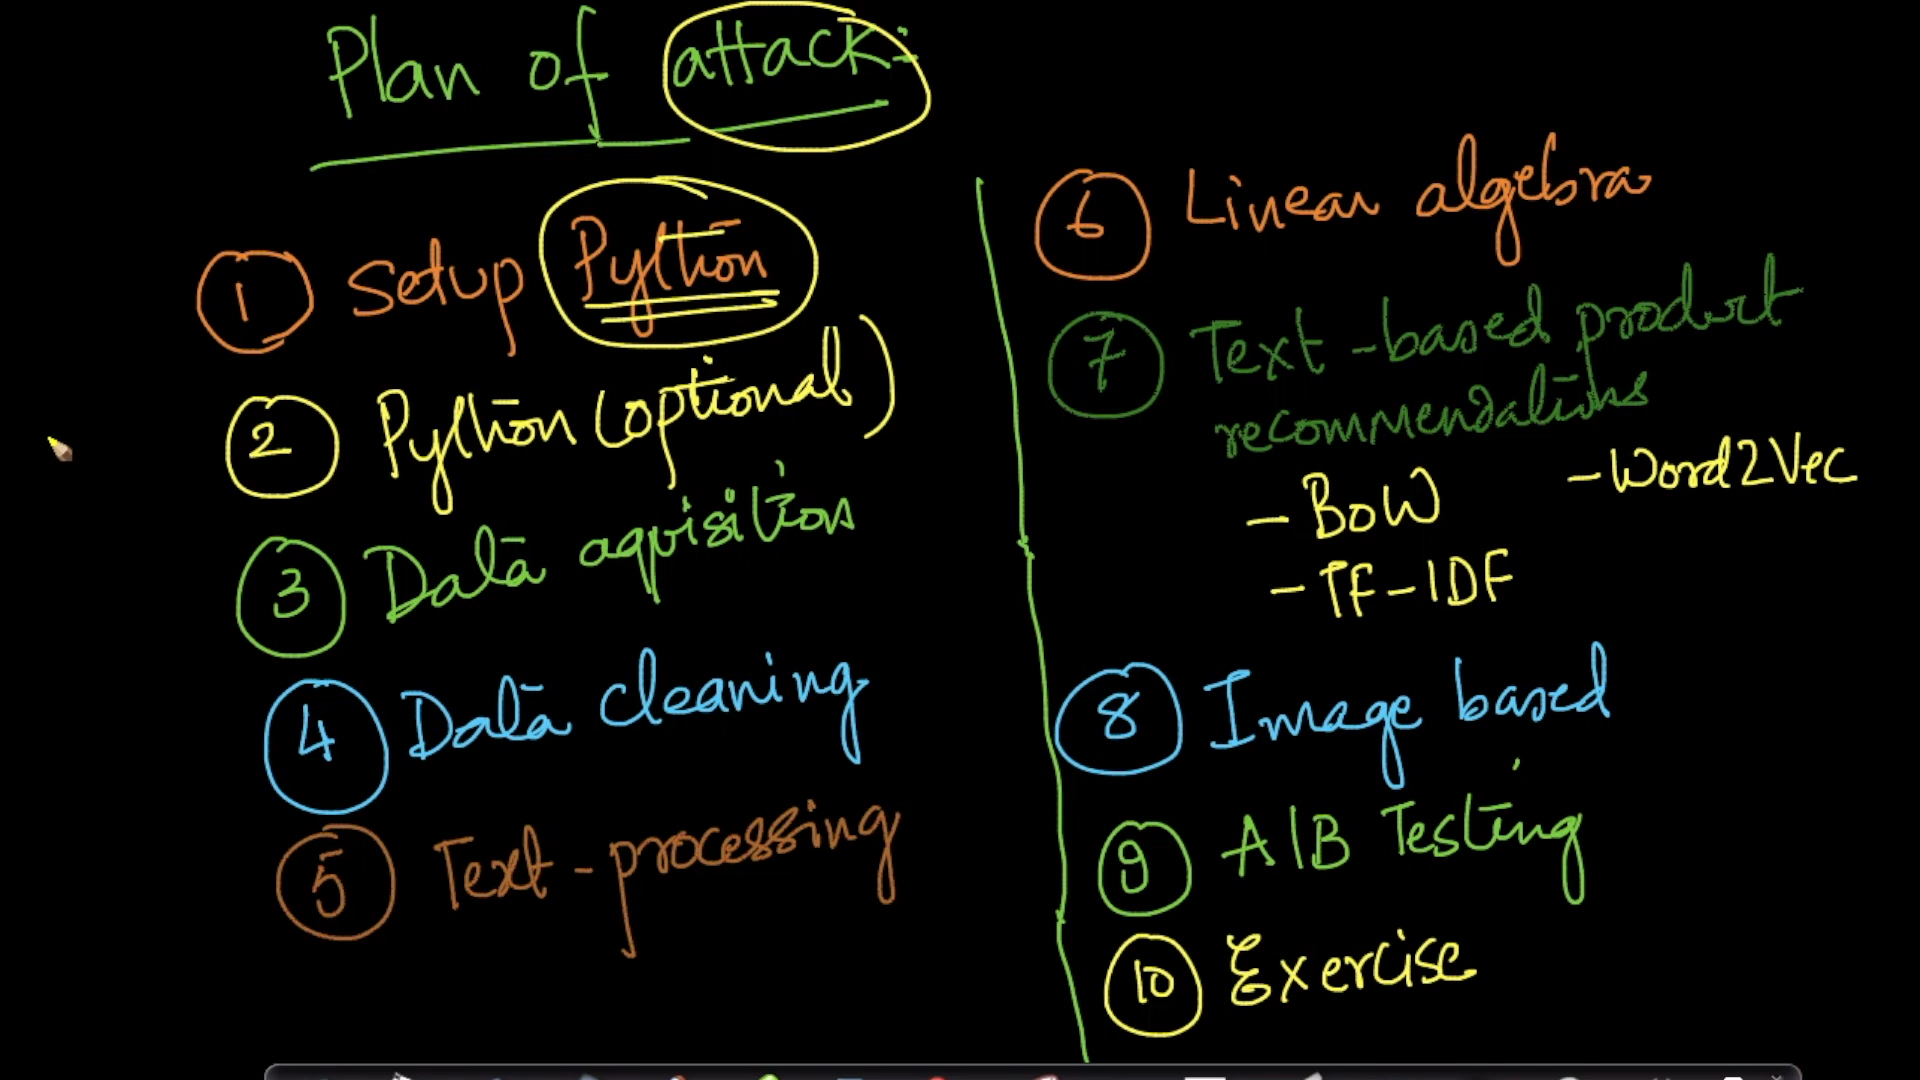 Plan of attack:
1 Setup Python
2 Python (optional)
3 Data aqvisition
4 Data cleaning
5 Text-processing
6 Linear algebra
7 Text-based product
recommendations
- BoW - Word2Vec
- TF-IDF
8 Image based
9 A/B Testing
10 Exercise